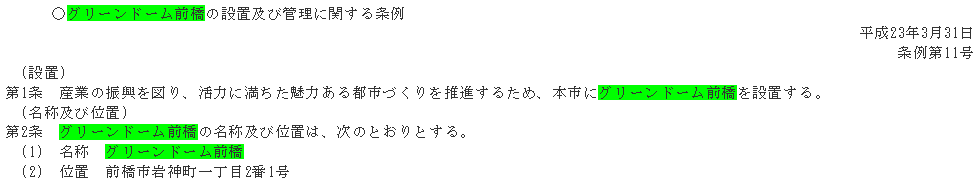 ○グリーンドーム前橋の設置及び管理に関する条例
平成23年3月31日
条例第11号
(設置)
第1条　産業の振興を図り、活力に満ちた魅力ある都市づくりを推進するため、本市にグリーンドーム前橋を設置する。
(名称及び位置)
第2条　グリーンドーム前橋の名称及び位置は、次のとおりとする。
(1)　名称　グリーンドーム前橋
(2)　位置　前橋市岩神町一丁目2番1号